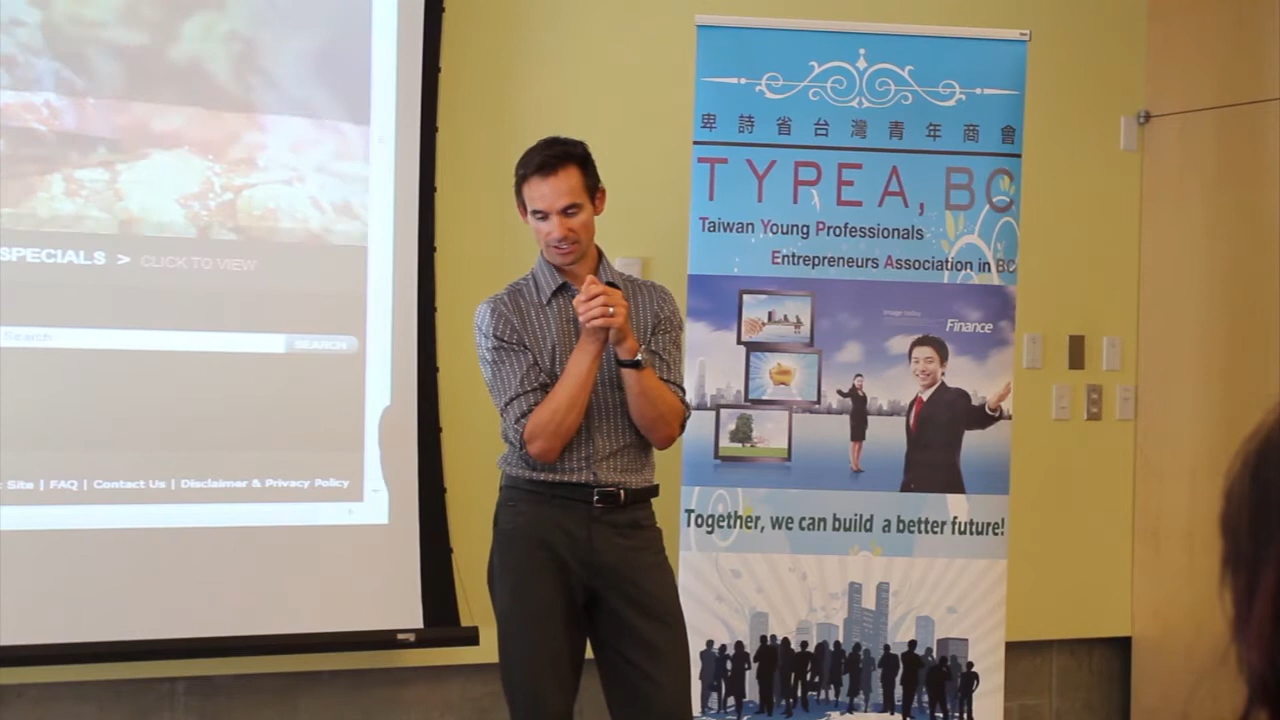 SPECIALS > CLICK TO VIEW
Search
SEARCH
Site | FAQ | Contact Us | Disclaimer & Privacy Policy
卑詩省台灣青年商會
TYPEA, BC
Taiwan Young Professionals
Entrepreneurs Association in BC
Image Valley
Finance
Together, we can build a better future!